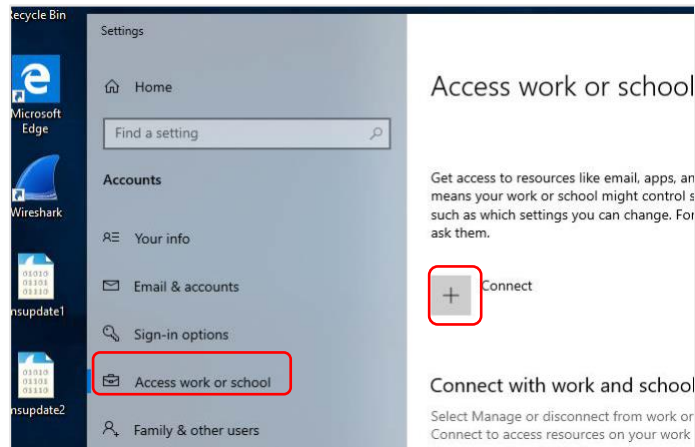 Recycle Bin
Microsoft
Edge
Wireshark
01010
01101
01110
nsupdate1
01010
01101
01110
nsupdate2
Settings
Home
Find a setting
Accounts
Your info
Email & accounts
Sign-in options
Access work or school
Family & other users
Access work or school
Get access to resources like email, apps, an
means your work or school might control s
such as which settings you can change. For
ask them.
Connect
Connect with work and school
Select Manage or disconnect from work or
Connect to access resources on your work